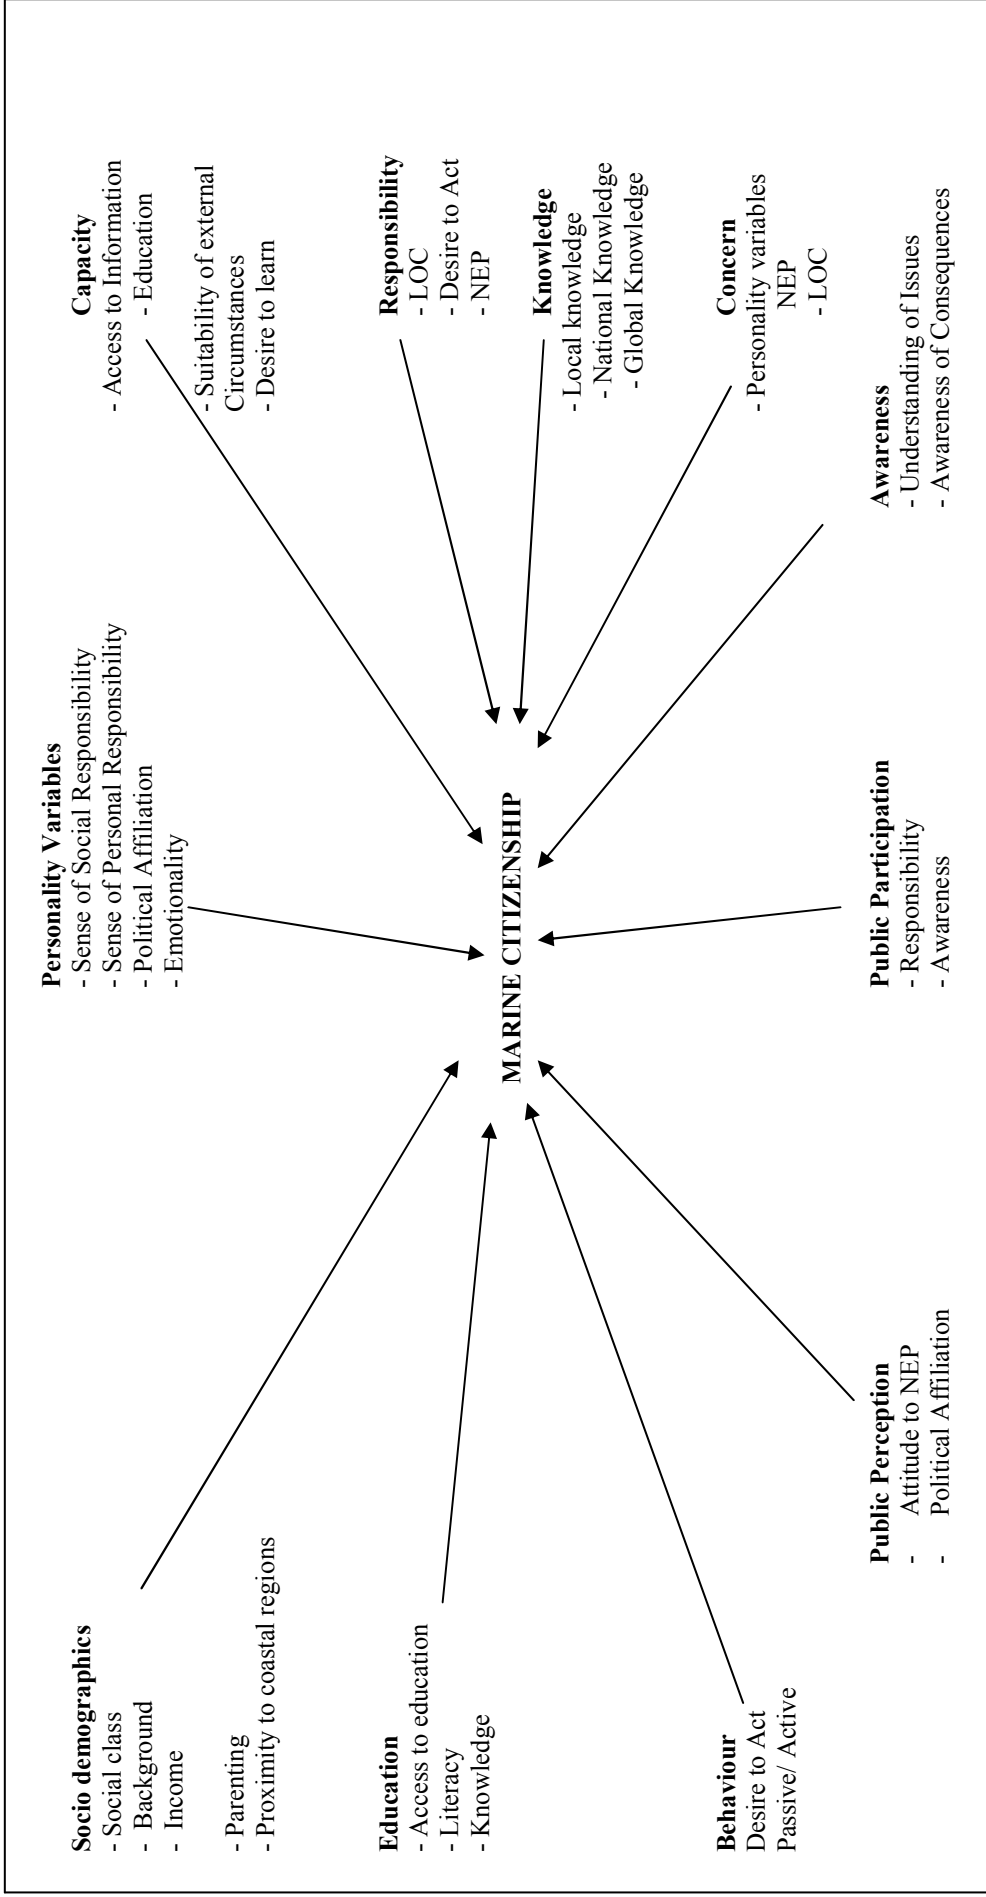 Personality Variables
- Sense of Social Responsibility
- Sense of Personal Responsibility
- Political Affiliation
- Emotionality
Socio demographics
- Social class
- Background
- Income
- Parenting
- Proximity to coastal regions
Capacity
- Access to Information
- Education
- Suitability of external
Circumstances
- Desire to learn
Education
- Access to education
- Literacy
- Knowledge
Responsibility
- LOC
- Desire to Act
- NEP
MARINE CITIZENSHIP
Knowledge
- Local knowledge
- National Knowledge
- Global Knowledge
Behaviour
Desire to Act
Passive/ Active
Concern
- Personality variables
NEP
- LOC
Public Perception
- Attitude to NEP
- Political Affiliation
Public Participation
- Responsibility
- Awareness
Awareness
- Understanding of Issues
- Awareness of Consequences